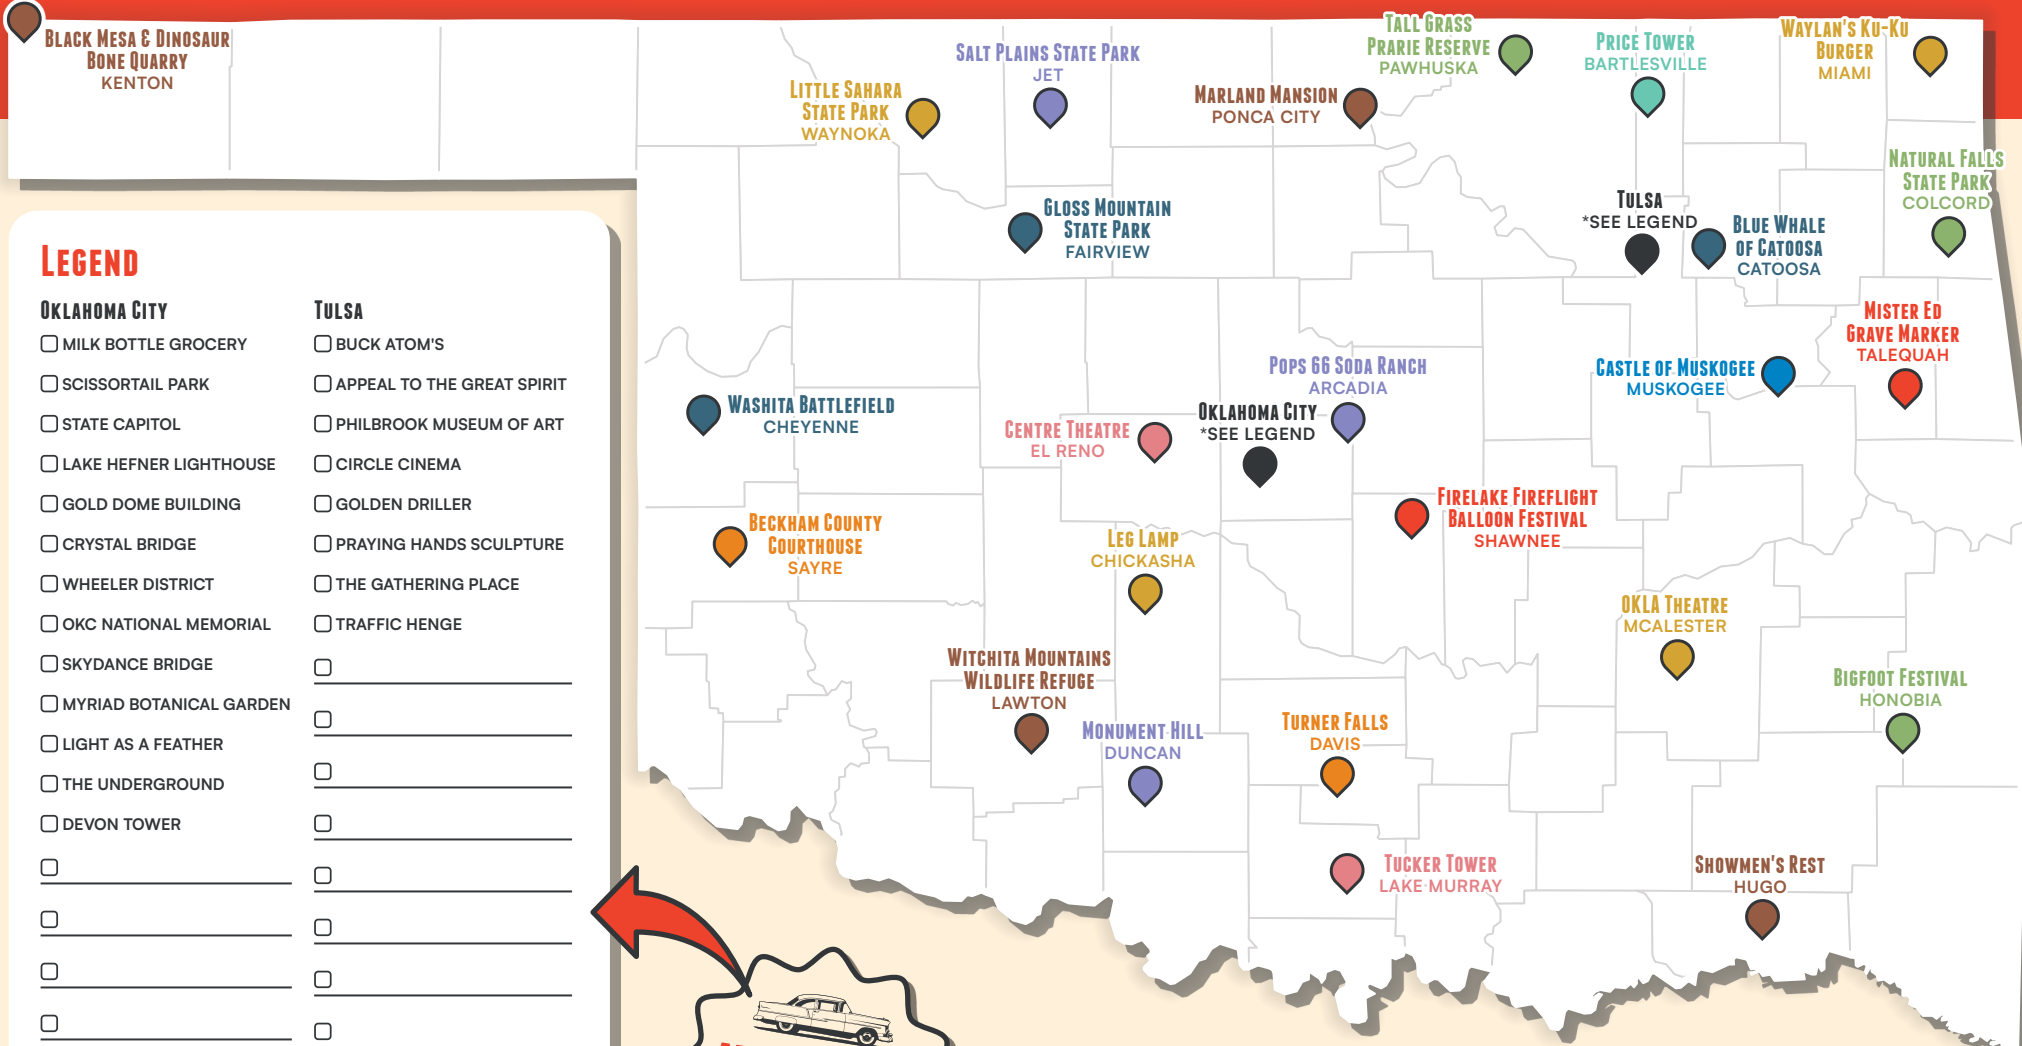 BLACK MESA & DINOSAUR
BONE QUARRY
KENTON
LITTLE SAHARA
STATE PARK
WAYNOKA
SALT PLAINS STATE PARK
JET
MARLAND MANSION
PONCA CITY
TALL GRASS
PRARIE RESERVE
PAWHUSKA
PRICE TOWER
BARTLESVILLE
WAYLAN'S KU-KU
BURGER
MIAMI
NATURAL FALLS
STATE PARK
COLCORD
GLOSS MOUNTAIN
STATE PARK
FAIRVIEW
TULSA
*SEE LEGEND
BLUE WHALE
OF CATOOSA
CATOOSA
MISTER ED
GRAVE MARKER
TALEQUAH
CASTLE OF MUSKOGEE
MUSKOGEE
POPS 66 SODA RANCH
ARCADIA
WASHITA BATTLEFIELD
CHEYENNE
CENTRE THEATRE
EL RENO
OKLAHOMA CITY
*SEE LEGEND
FIRELAKE FIREFLIGHT
BALLOON FESTIVAL
SHAWNEE
BECKHAM COUNTY
COURTHOUSE
SAYRE
LEG LAMP
CHICKASHA
OKLA THEATRE
MCALESTER
WITCHITA MOUNTAINS
WILDLIFE REFUGE
LAWTON
MONUMENT HILL
DUNCAN
TURNER FALLS
DAVIS
BIGFOOT FESTIVAL
HONOBIA
TUCKER TOWER
LAKE MURRAY
SHOWMEN'S REST
HUGO
LEGEND
OKLAHOMA CITY
MILK BOTTLE GROCERY
SCISSORTAIL PARK
STATE CAPITOL
LAKE HEFNER LIGHTHOUSE
GOLD DOME BUILDING
CRYSTAL BRIDGE
WHEELER DISTRICT
OKC NATIONAL MEMORIAL
SKYDANCE BRIDGE
MYRIAD BOTANICAL GARDEN
LIGHT AS A FEATHER
THE UNDERGROUND
DEVON TOWER
TULSA
BUCK ATOM'S
APPEAL TO THE GREAT SPIRIT
PHILBROOK MUSEUM OF ART
CIRCLE CINEMA
GOLDEN DRILLER
PRAYING HANDS SCULPTURE
THE GATHERING PLACE
TRAFFIC HENGE